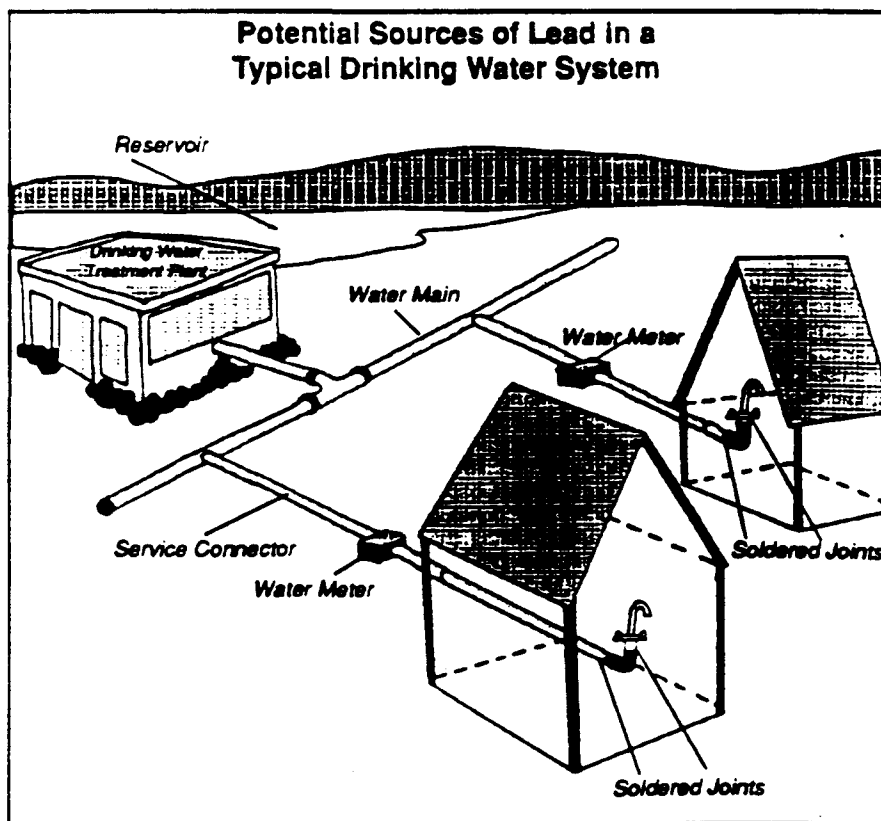 Potential Sources of Lead in a
Typical Drinking Water System
Reservoir
Drinking Water
Treatment Plant
Water Main
Water Meter
Service Connector
Water Meter
Soldered Joints
Soldered Joints